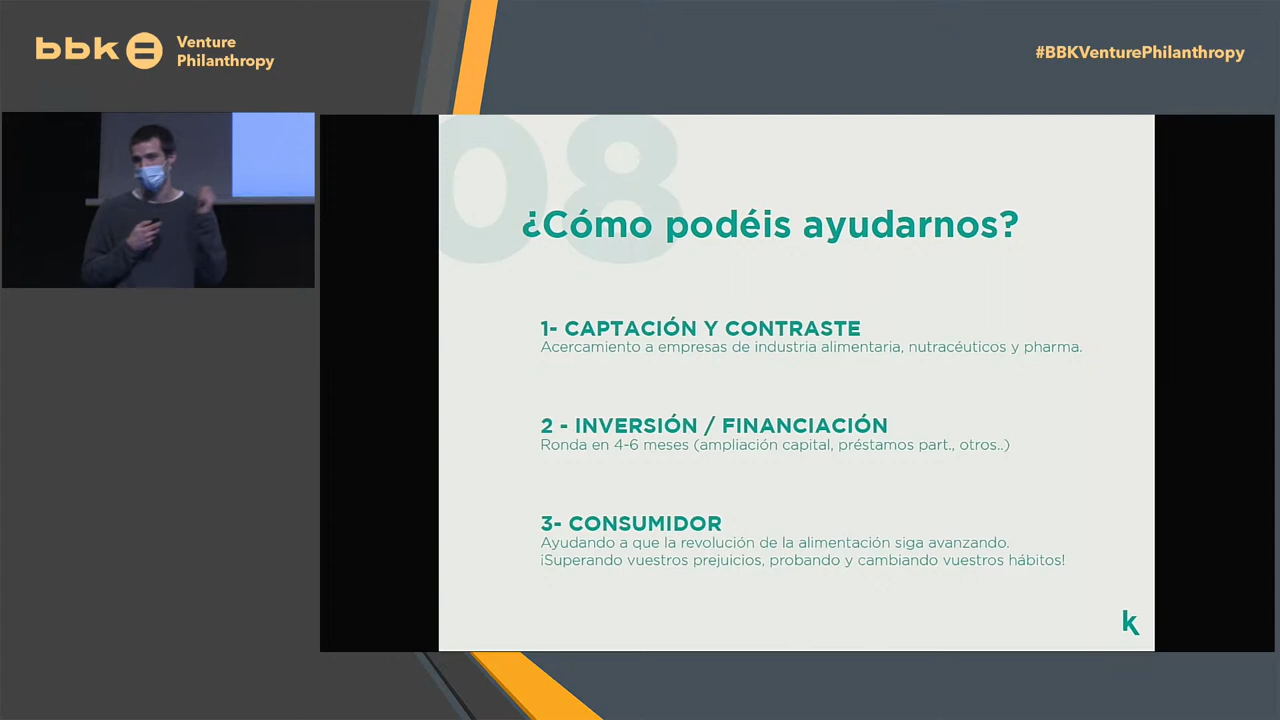 bbk
Venture
Philanthropy
#BBKVenturePhilanthropy
08
¿Cómo podéis ayudarnos?
1- CAPTACIÓN Y CONTRASTE
Acercamiento a empresas de industria alimentaria, nutracéuticos y pharma.
2 - INVERSIÓN / FINANCIACIÓN
Ronda en 4-6 meses (ampliación capital, préstamos part., otros..)
3- CONSUMIDOR
Ayudando a que la revolución de la alimentación siga avanzando.
¡Superando vuestros prejuicios, probando y cambiando vuestros hábitos!
k